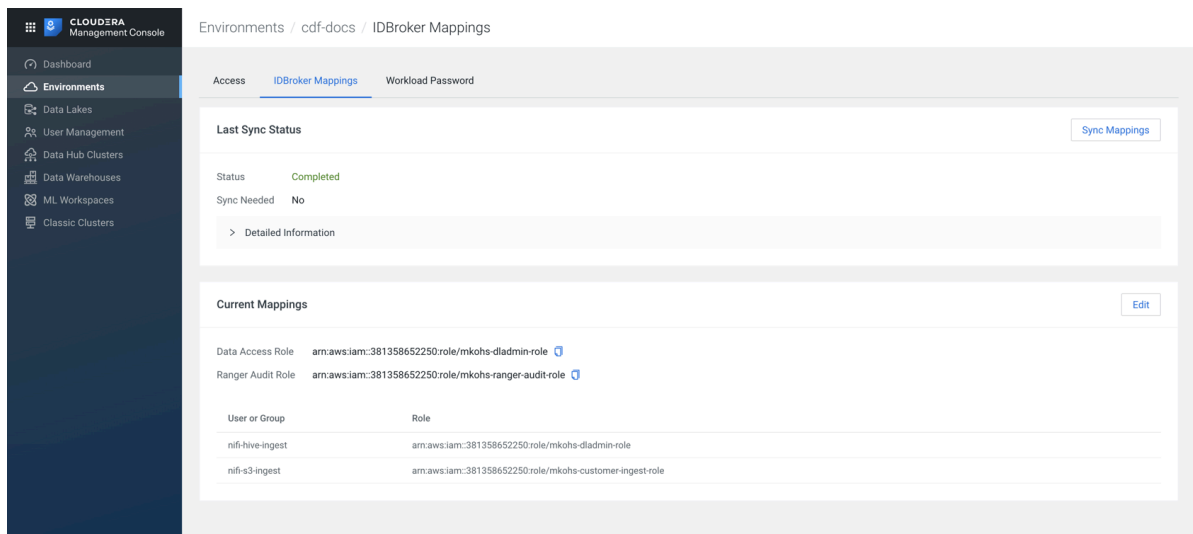 CLOUDERA
Management Console
Environments / cdf-docs / IDBroker Mappings
Dashboard
Environments
Data Lakes
User Management
Data Hub Clusters
Data Warehouses
ML Workspaces
Classic Clusters
Access IDBroker Mappings Workload Password
Last Sync Status Sync Mappings
Status Completed
Sync Needed No
> Detailed Information
Current Mappings Edit
Data Access Role arn:aws:iam::381358652250:role/mkohs-dladmin-role
Ranger Audit Role arn:aws:iam::381358652250:role/mkohs-ranger-audit-role
User or Group Role
nifi-hive-ingest arn:aws:iam::381358652250:role/mkohs-dladmin-role
nifi-s3-ingest arn:aws:iam::381358652250:role/mkohs-customer-ingest-role